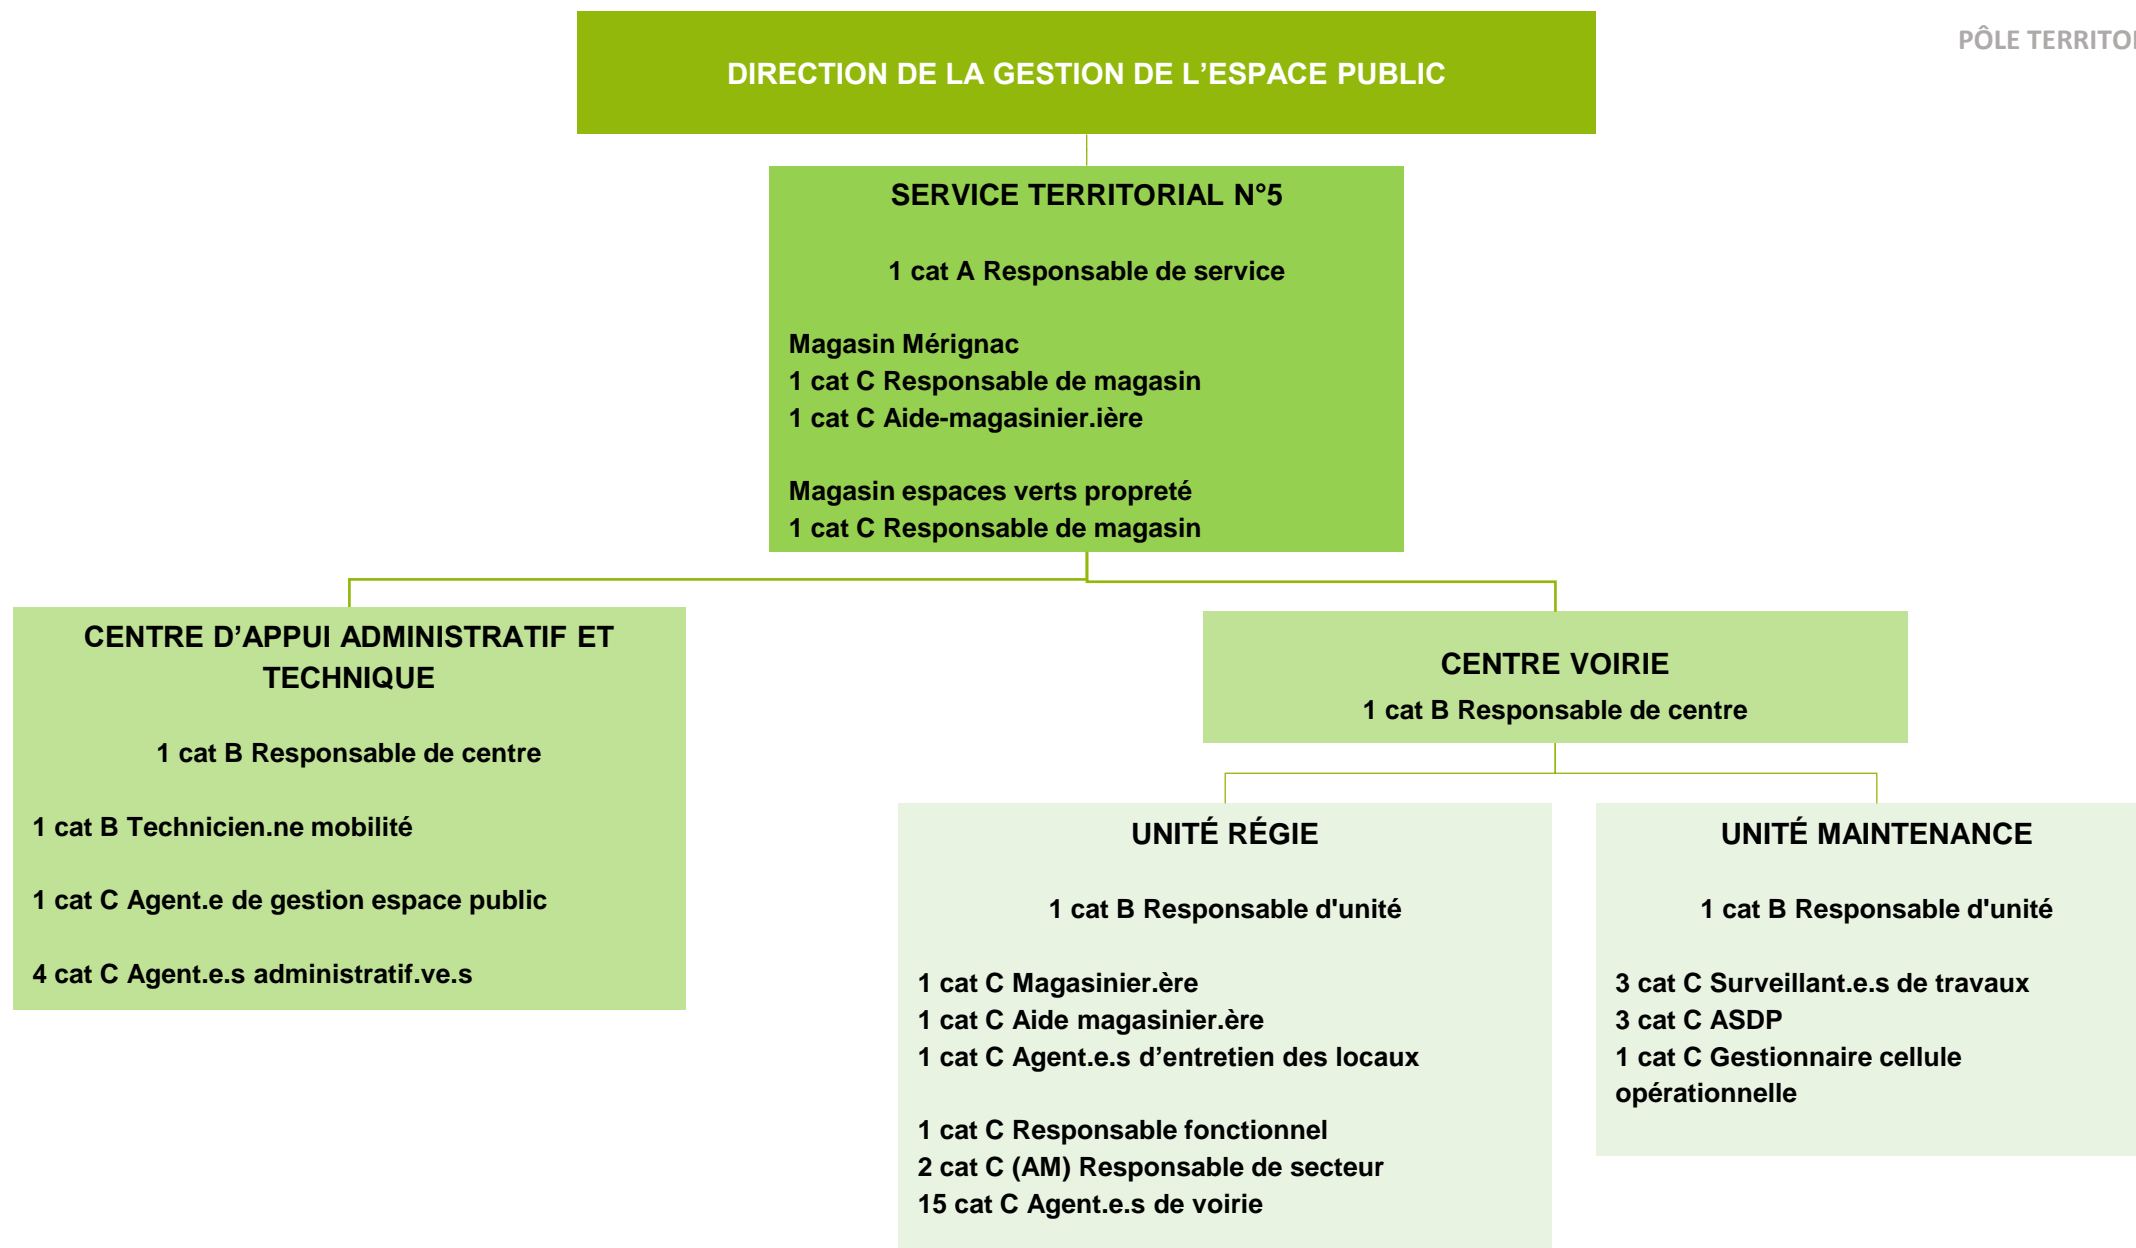 PÔLE TERRITO
DIRECTION DE LA GESTION DE L’ESPACE PUBLIC
SERVICE TERRITORIAL N°5
1 cat A Responsable de service
Magasin Mérignac
1 cat C Responsable de magasin
1 cat C Aide-magasinier.ière
Magasin espaces verts propreté
1 cat C Responsable de magasin
CENTRE D’APPUI ADMINISTRATIF ET
TECHNIQUE
1 cat B Responsable de centre
1 cat B Technicien.ne mobilité
1 cat C Agent.e de gestion espace public
4 cat C Agent.e.s administratif.ve.s
CENTRE VOIRIE
1 cat B Responsable de centre
UNITÉ RÉGIE
1 cat B Responsable d'unité
1 cat C Magasinier.ère
1 cat C Aide magasinier.ère
1 cat C Agent.e.s d’entretien des locaux
1 cat C Responsable fonctionnel
2 cat C (AM) Responsable de secteur
15 cat C Agent.e.s de voirie
UNITÉ MAINTENANCE
1 cat B Responsable d'unité
3 cat C Surveillant.e.s de travaux
3 cat C ASDP
1 cat C Gestionnaire cellule
opérationnelle